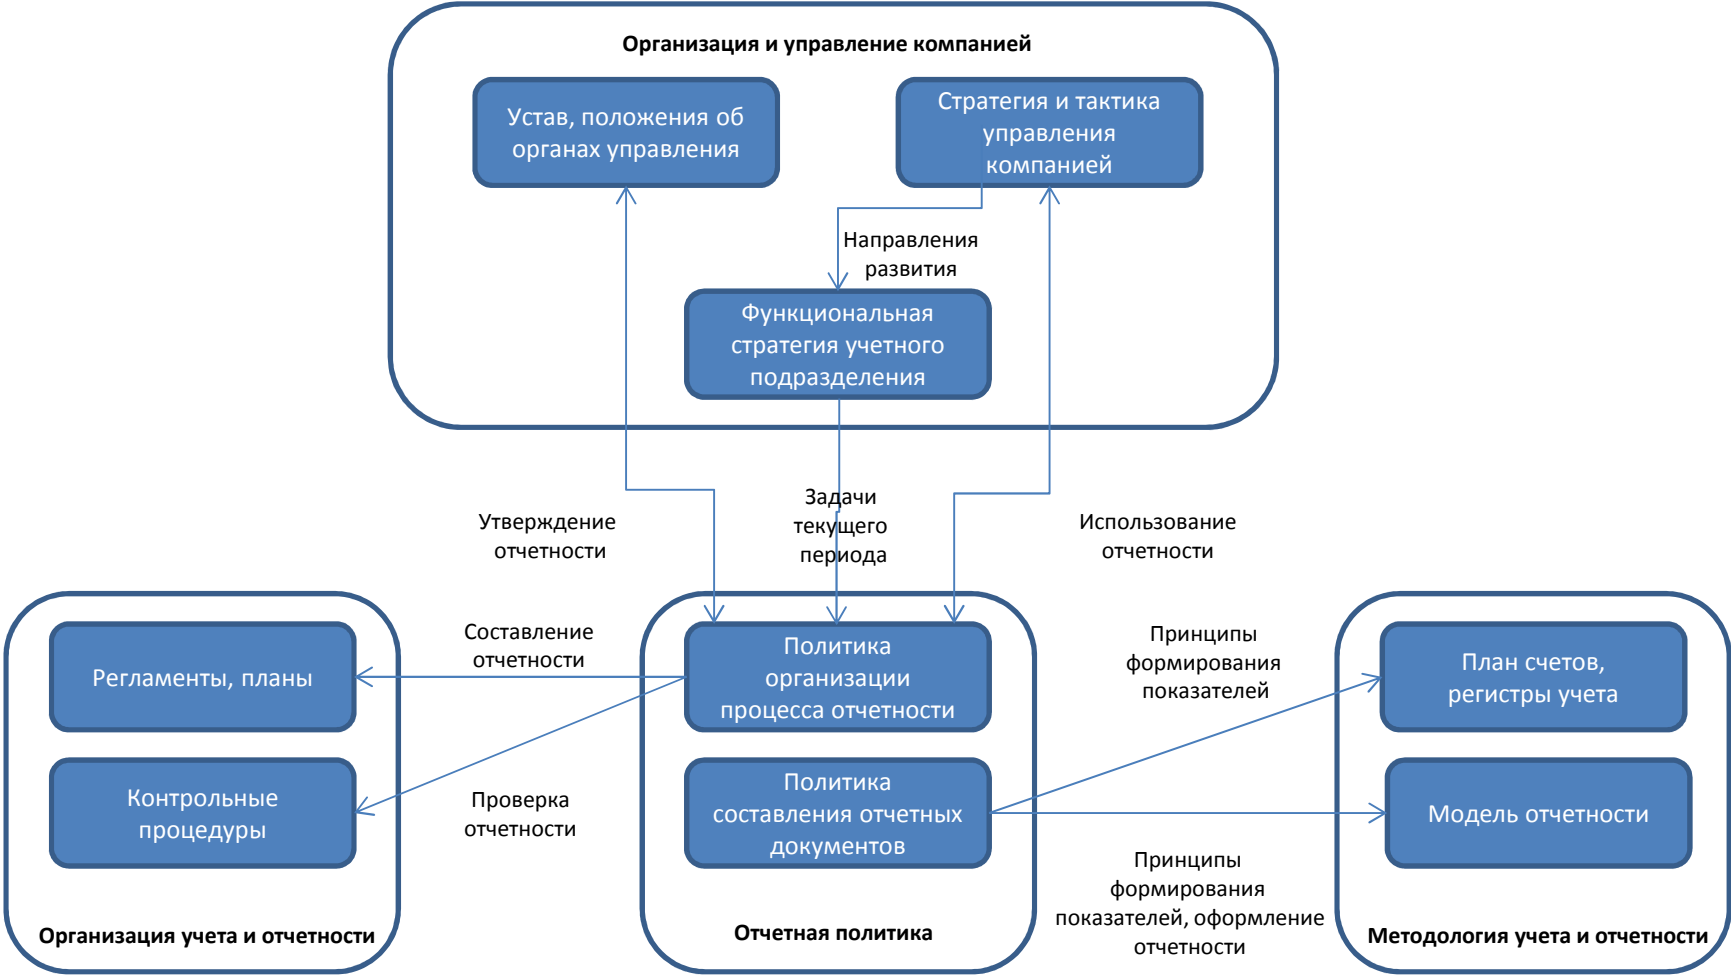 Организация и управление компанией
Устав, положения об
органах управления
Стратегия и тактика
управления
компанией
Направления
развития
Функциональная
стратегия учетного
подразделения
Утверждение
отчетности
Задачи
текущего
периода
Использование
отчетности
Регламенты, планы
Контрольные
процедуры
Организация учета и отчетности
Составление
отчетности
Проверка
отчетности
Политика
организации
процесса отчетности
Политика
составления отчетных
документов
Отчетная политика
Принципы
формирования
показателей
Принципы
формирования
показателей, оформление
отчетности
План счетов,
регистры учета
Модель отчетности
Методология учета и отчетности